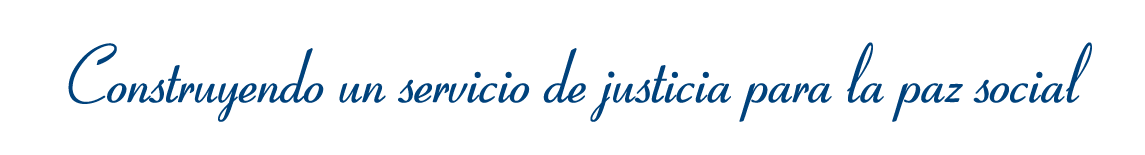 Construyendo un servicio de justicia para la paz social